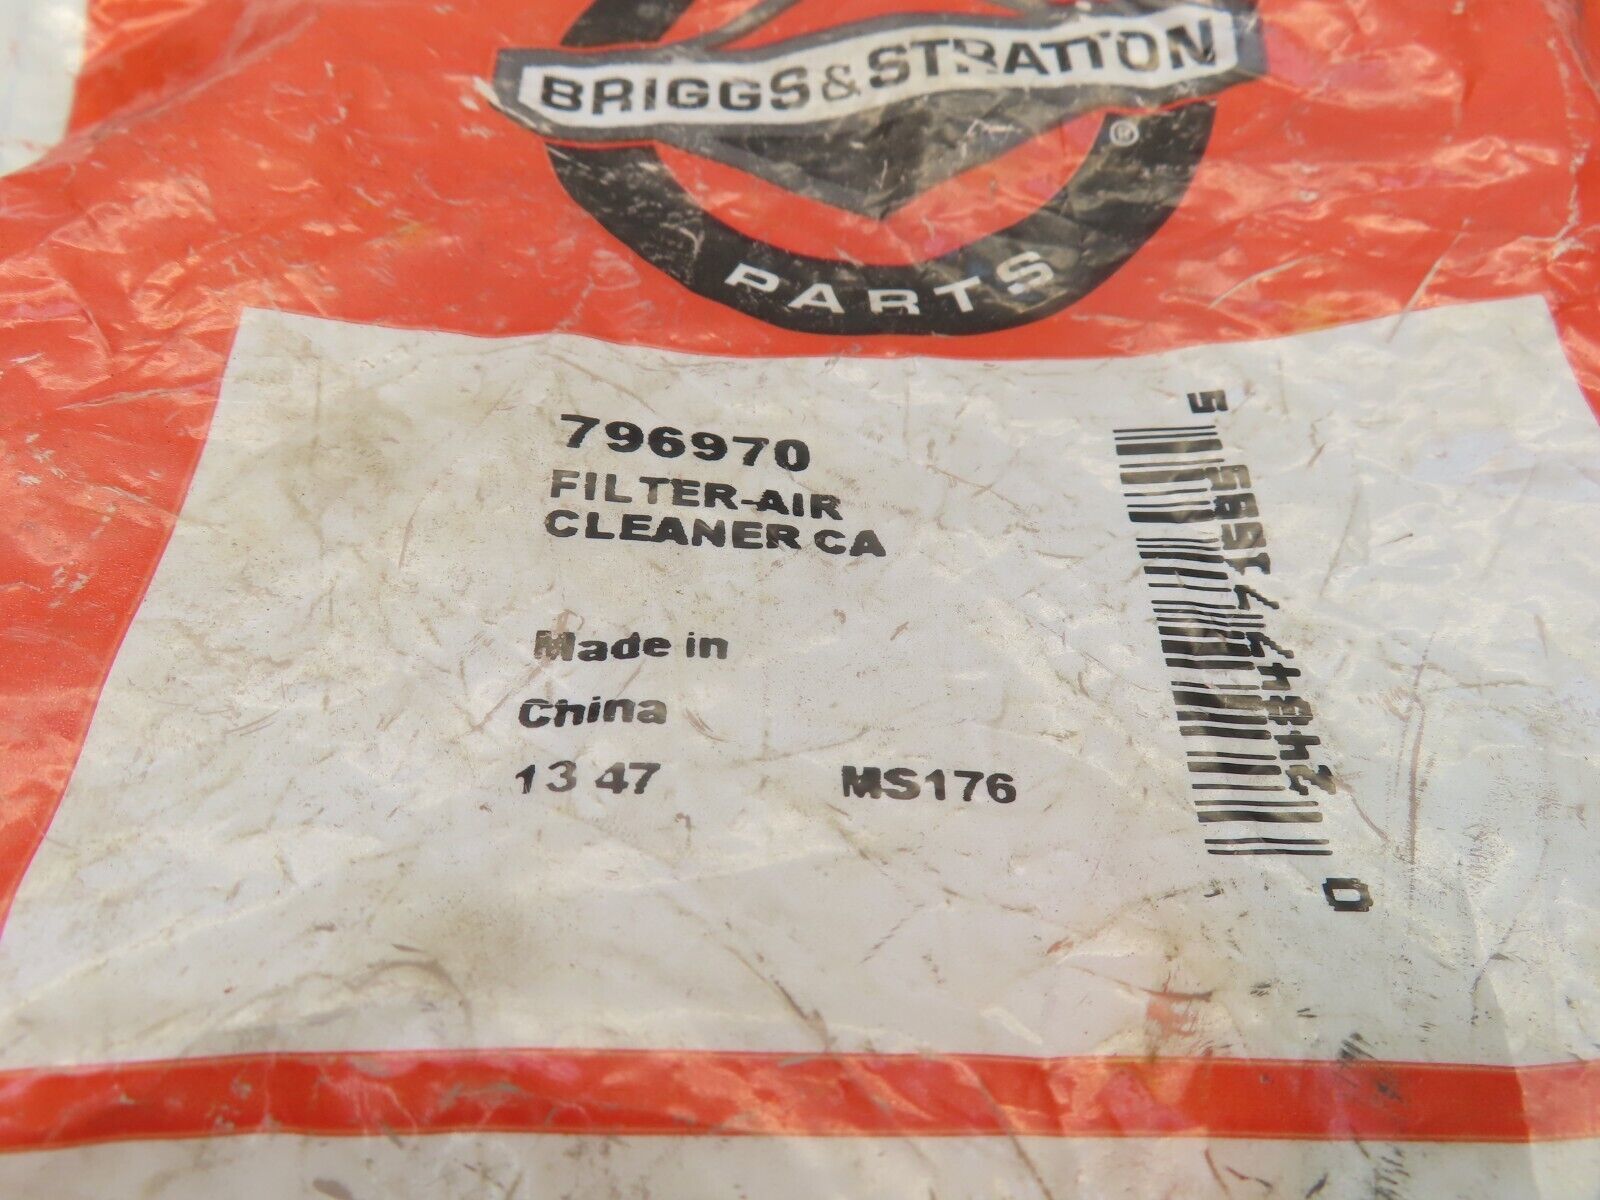 BRIGGS & STRATTON
®
PARTS
796970
FILTER-AIR
CLEANER CA
Made in
China
13 47 MS176